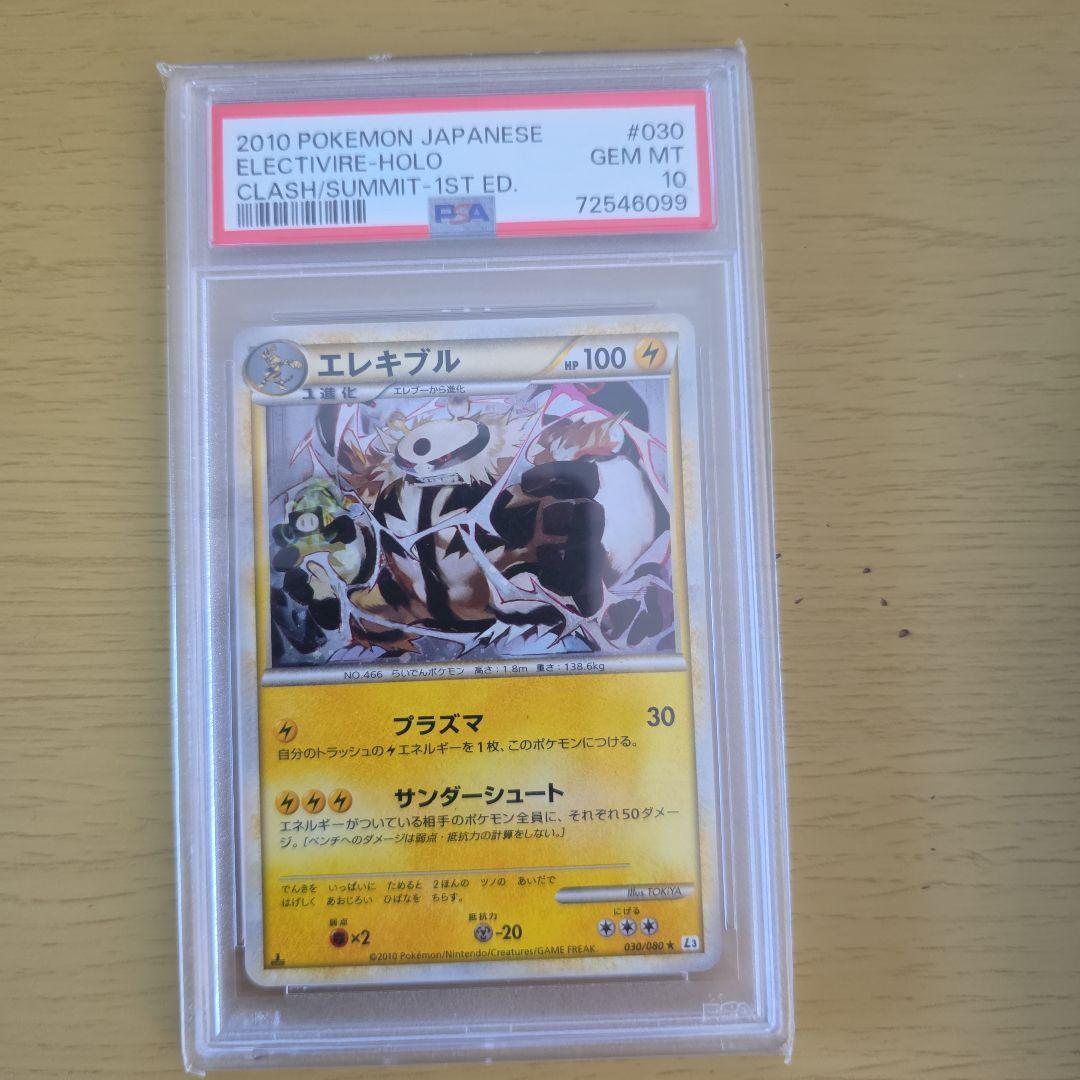 2010 POKEMON JAPANESE #030
ELECTIVIRE-HOLO GEM MT
CLASH/SUMMIT-1ST ED. 10
PSA 72546099
エレキブル HP 100
1進化 エレブーから進化
NO.466 らいでんポケモン 高さ:1.8m 重さ:138.6kg
プラズマ 30
自分のトラッシュのエネルギーを1枚、このポケモンにつける。
サンダーシュート
エネルギーがついている相手のポケモン全員に、それぞれ50ダメー
ジ。[ベンチへのダメージは弱点・抵抗力の計算をしない。]
でんきを いっぱいに ためると 2ほんの ツノの あいだで
はげしく あおじろい ひばなを ちらす。
Illus. TOKIYA
弱点 抵抗力 にげる
×2 -20
©2010 Pokémon/Nintendo/Creatures/GAME FREAK. 030/080 ★ L3
PSA